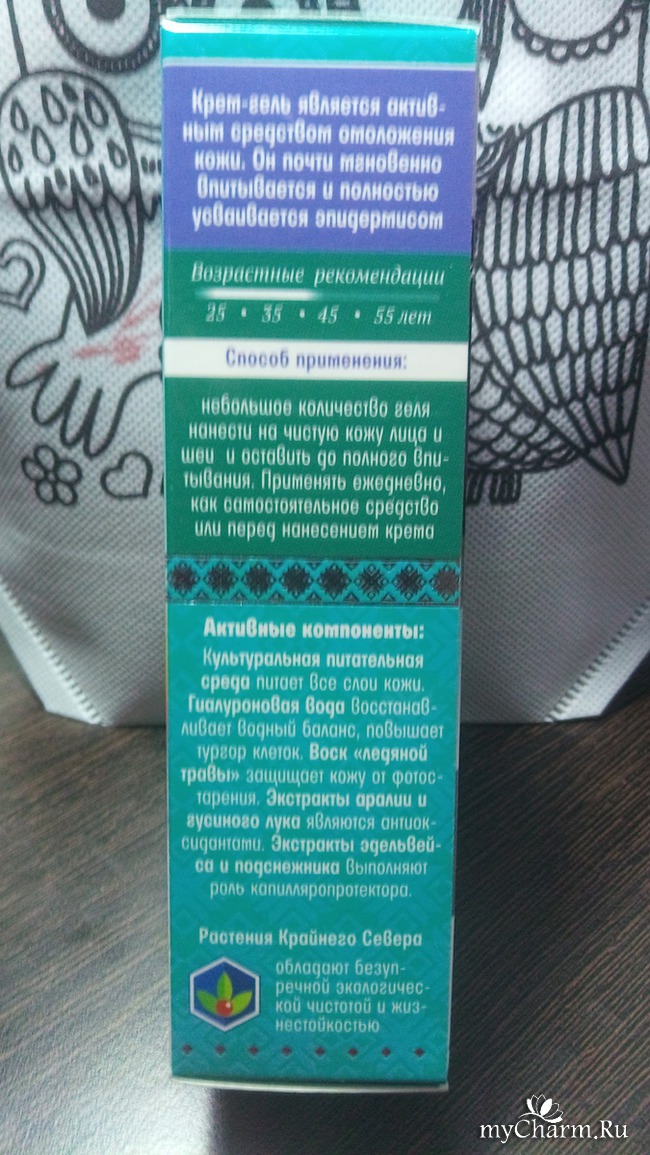 Крем-гель является актив-
ным средством омоложения
кожи. Он почти мгновенно
впитывается и полностью
усваивается эпидермисом
Возрастные рекомендации
25 • 35 • 45 • 55 лет
Способ применения:
небольшое количество геля
нанести на чистую кожу лица и
шеи и оставить до полного впи-
тывания. Применять ежедневно,
как самостоятельное средство
или перед нанесением крема
Активные компоненты:
Культуральная питательная
среда питает все слои кожи.
Гиалуроновая вода восстанав-
ливает водный баланс, повышает
тургор клеток. Воск «ледяной
травы» защищает кожу от фотос-
тарения. Экстракты аралии и
гусиного лука являются антиок-
сидантами. Экстракты эдельвей-
са и подснежника выполняют
роль капилляропротектора.
Растения Крайнего Севера
обладают безуп-
речной экологичес-
кой чистотой и жиз-
нестойкостью
myCharm.Ru